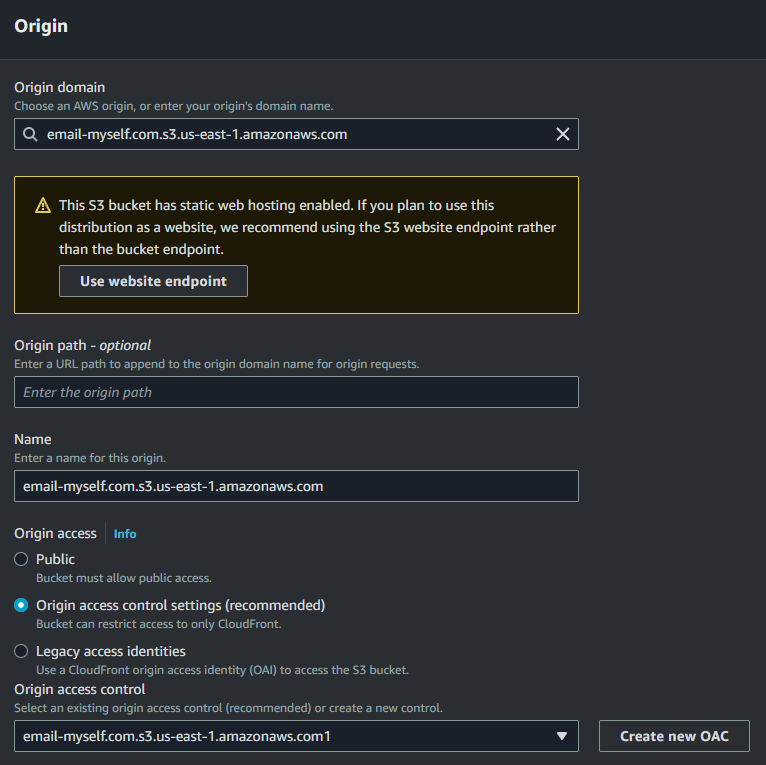 Origin
Origin domain
Choose an AWS origin, or enter your origin's domain name.
email-myself.com.s3.us-east-1.amazonaws.com
This S3 bucket has static web hosting enabled. If you plan to use this
distribution as a website, we recommend using the S3 website endpoint rather
than the bucket endpoint.
Use website endpoint
Origin path - optional
Enter a URL path to append to the origin domain name for origin requests.
Enter the origin path
Name
Enter a name for this origin.
email-myself.com.s3.us-east-1.amazonaws.com
Origin access Info
Public
Bucket must allow public access.
Origin access control settings (recommended)
Bucket can restrict access to only CloudFront.
Legacy access identities
Use a CloudFront origin access identity (OAI) to access the S3 bucket.
Origin access control
Select an existing origin access control (recommended) or create a new control.
email-myself.com.s3.us-east-1.amazonaws.com1 Create new OAC